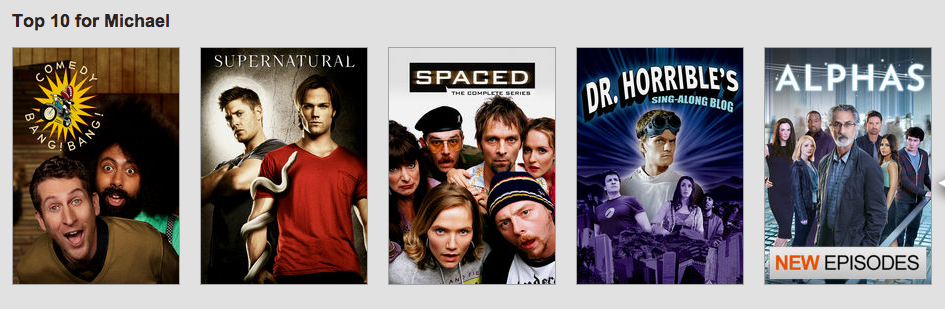 Top 10 for Michael
COMEDY
BANG! BANG!
SUPERNATURAL
SPACED
THE COMPLETE SERIES
DR. HORRIBLE'S
SING-ALONG BLOG
ALPHAS
NEW EPISODES